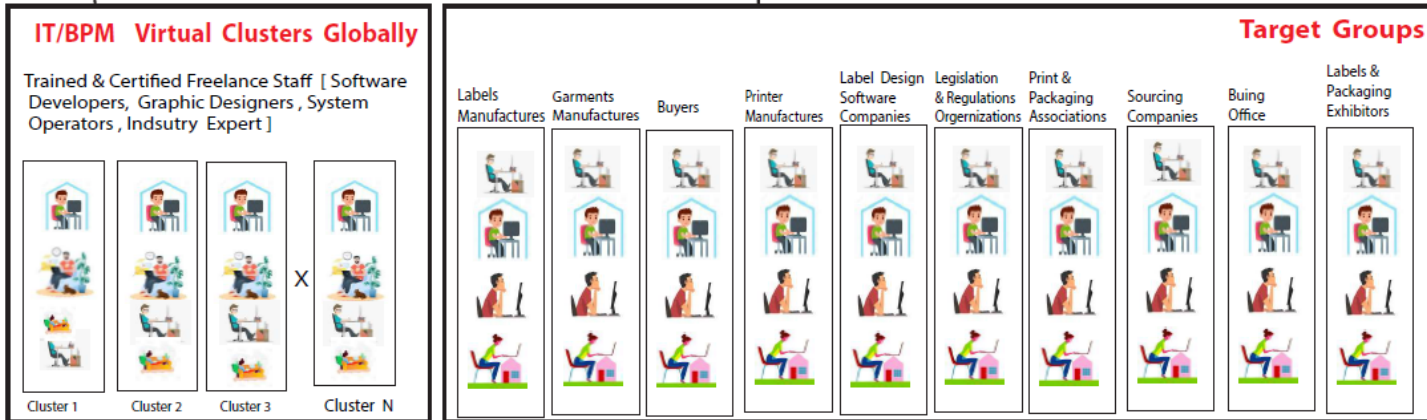 IT/BPM Virtual Clusters Globally
Trained & Certified Freelance Staff [ Software
Developers, Graphic Designers , System
Operators , Indsutry Expert ]
X
Cluster 1
Cluster 2
Cluster 3
Cluster N
Target Groups
Labels
Manufactures
Garments
Manufactures
Buyers
Printer
Manufactures
Label Design
Software
Companies
Legislation
& Regulations
Orgernizations
Print &
Packaging
Associations
Sourcing
Companies
Buing
Office
Labels &
Packaging
Exhibitors